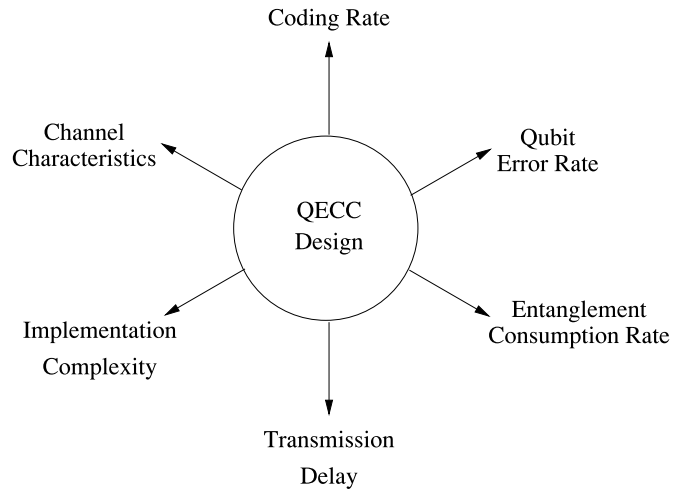 Coding Rate
Channel
Characteristics
Qubit
Error Rate
QECC
Design
Implementation
Complexity
Entanglement
Consumption Rate
Transmission
Delay